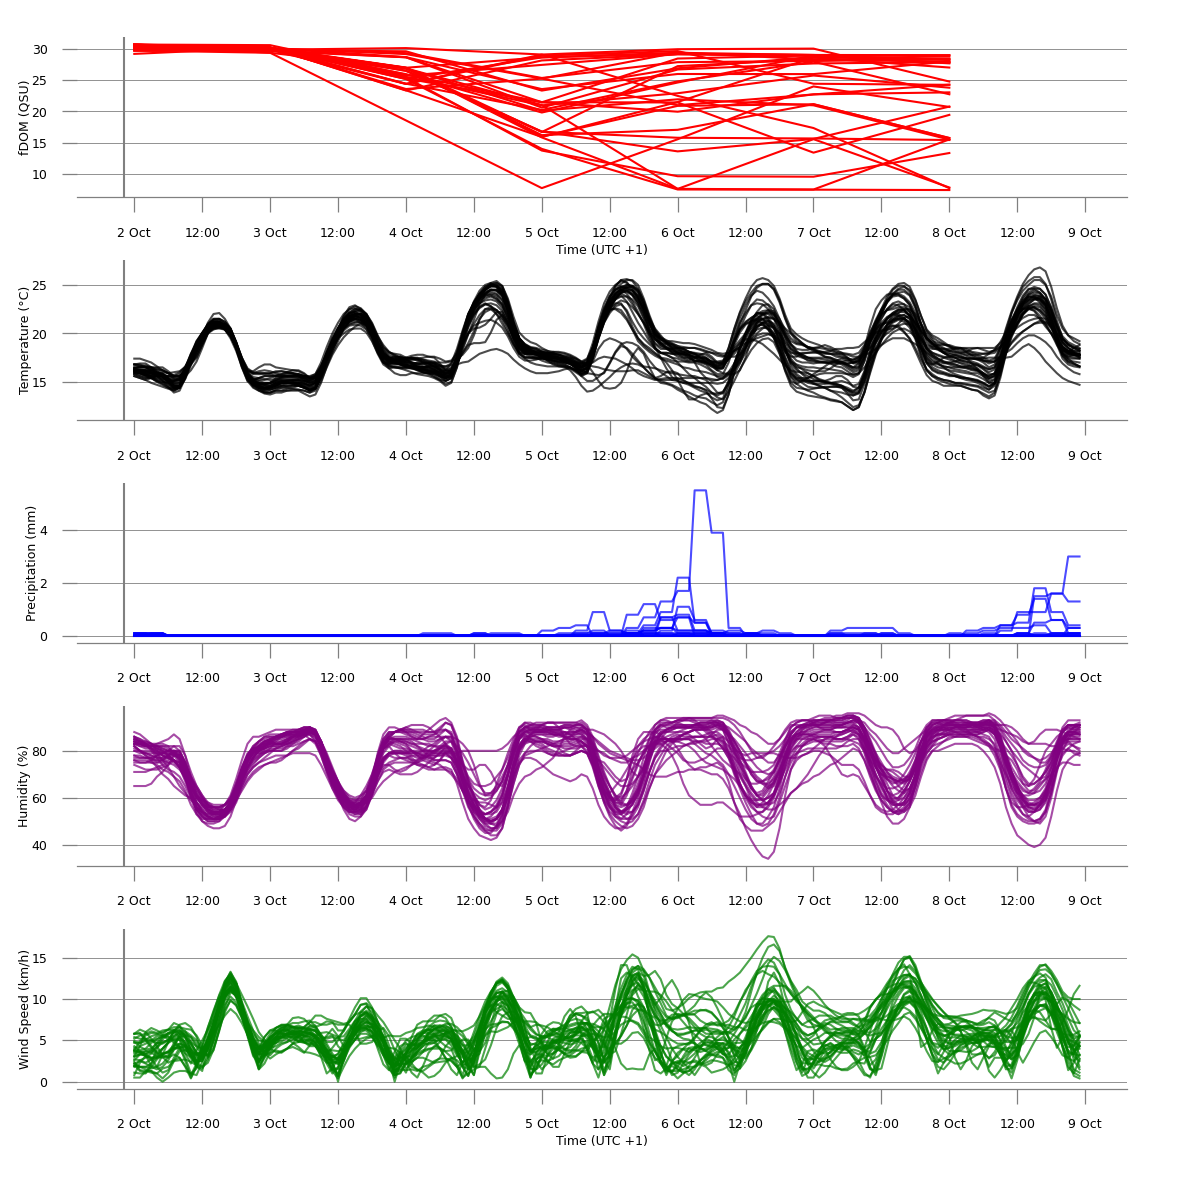 fDOM (QSU)
30
25
20
15
10
2 Oct 12:00 3 Oct 12:00 4 Oct 12:00 5 Oct 12:00 6 Oct 12:00 7 Oct 12:00 8 Oct 12:00 9 Oct
Time (UTC +1)
Temperature (°C)
25
20
15
2 Oct 12:00 3 Oct 12:00 4 Oct 12:00 5 Oct 12:00 6 Oct 12:00 7 Oct 12:00 8 Oct 12:00 9 Oct
Precipitation (mm)
4
2
0
2 Oct 12:00 3 Oct 12:00 4 Oct 12:00 5 Oct 12:00 6 Oct 12:00 7 Oct 12:00 8 Oct 12:00 9 Oct
Humidity (%)
80
60
40
2 Oct 12:00 3 Oct 12:00 4 Oct 12:00 5 Oct 12:00 6 Oct 12:00 7 Oct 12:00 8 Oct 12:00 9 Oct
Wind Speed (km/h)
15
10
5
0
2 Oct 12:00 3 Oct 12:00 4 Oct 12:00 5 Oct 12:00 6 Oct 12:00 7 Oct 12:00 8 Oct 12:00 9 Oct
Time (UTC +1)